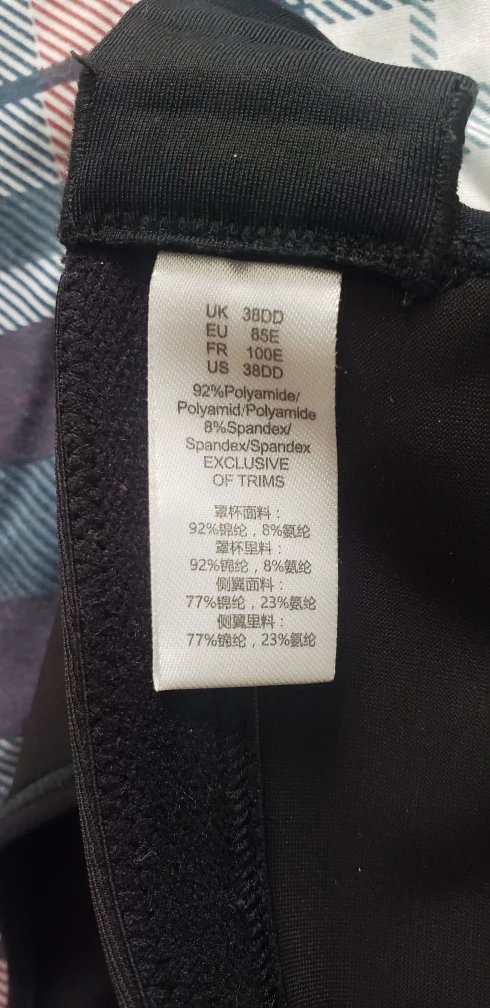 UK 38DD
EU 85E
FR 100E
US 38DD
92%Polyamide/
Polyamid/Polyamide
8%Spandex/
Spandex/Spandex
EXCLUSIVE
OF TRIMS
罩杯面料：
92%锦纶，8%氨纶
罩杯里料：
92%锦纶，8%氨纶
侧翼面料：
77%锦纶，23%氨纶
侧翼里料：
77%锦纶，23%氨纶